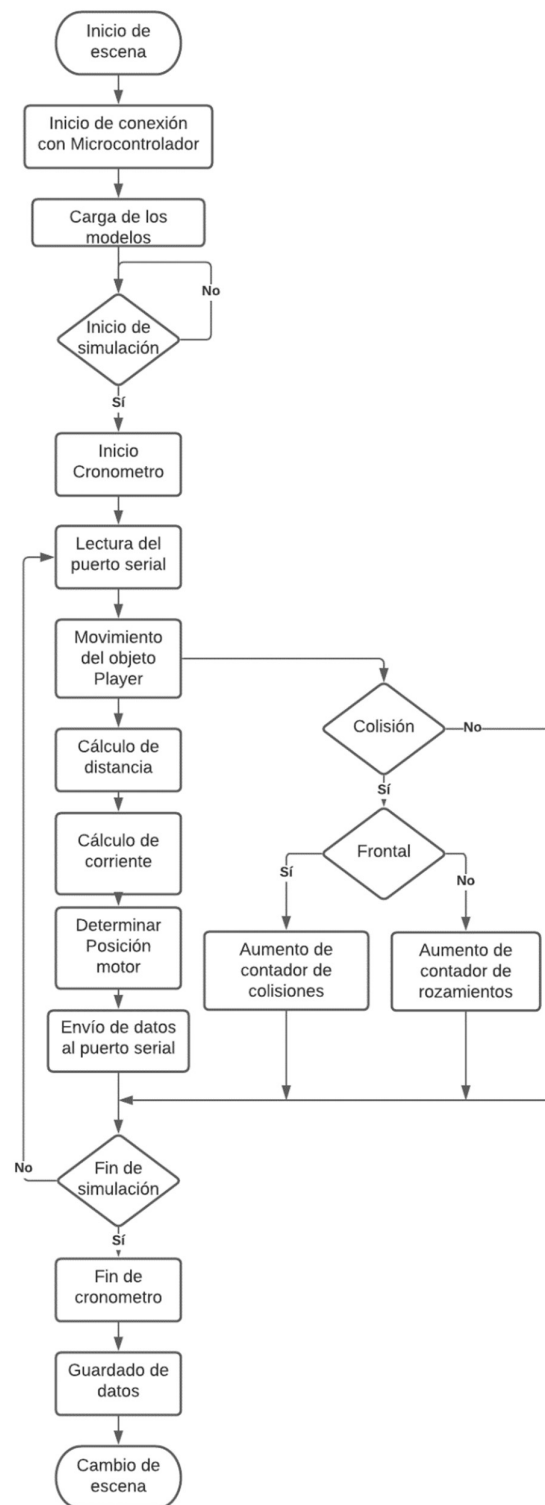 Inicio de
escena
Inicio de conexión
con Microcontrolador
Carga de los
modelos
No
Inicio de
simulación
Sí
Inicio
Cronometro
Lectura del
puerto serial
Movimiento
del objeto
Player
Colisión
No
Cálculo de
distancia
Sí
Cálculo de
corriente
Frontal
Sí
No
Determinar
Posición
motor
Aumento de
contador de
colisiones
Aumento de
contador de
rozamientos
Envío de datos
al puerto serial
No
Fin de
simulación
Sí
Fin de
cronometro
Guardado de
datos
Cambio de
escena